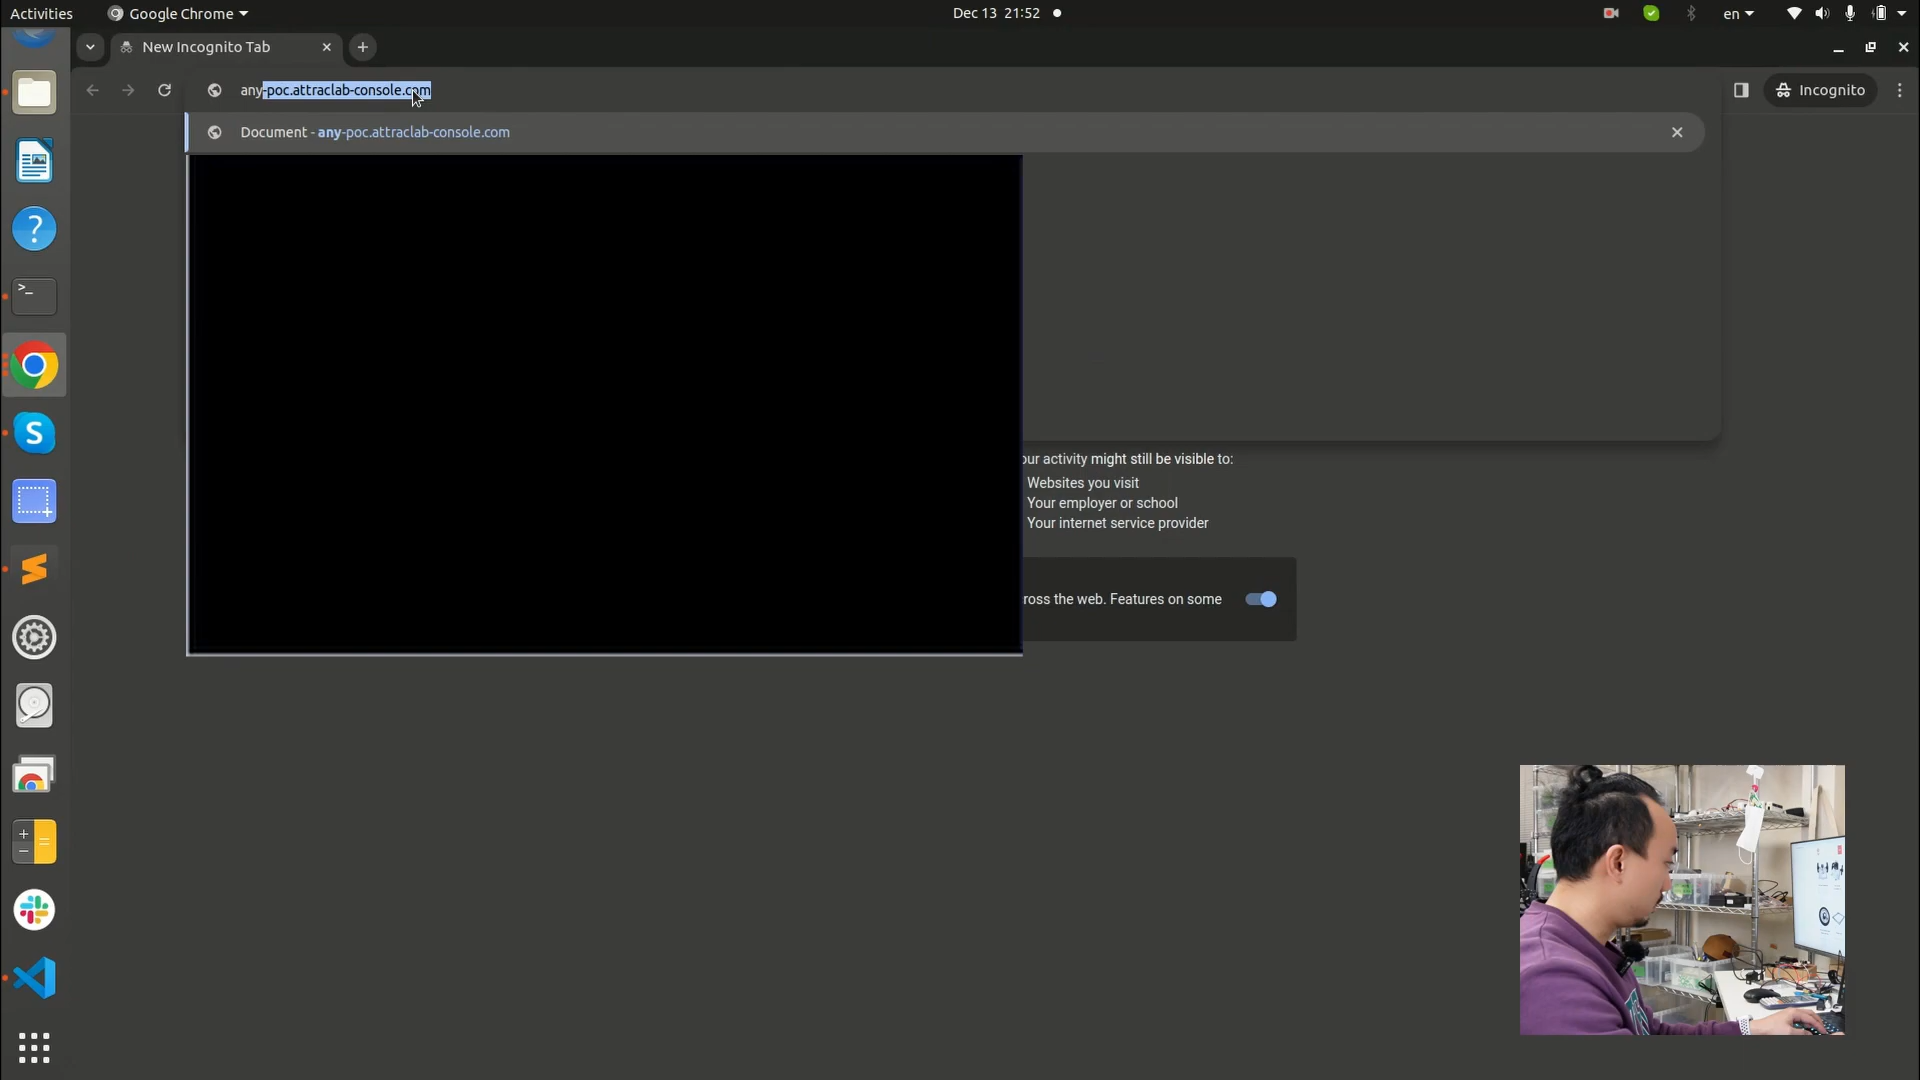 Activities
Google Chrome
Dec 13 21:52
en
New Incognito Tab
any-poc.attraclab-console.com
Incognito
Document - any-poc.attraclab-console.com
our activity might still be visible to:
Websites you visit
Your employer or school
Your internet service provider
ross the web. Features on some